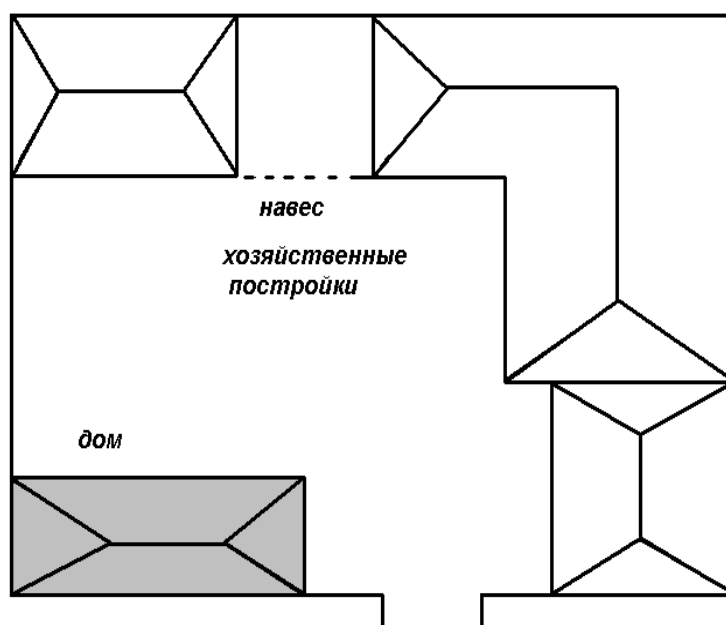 навес
хозяйственные
постройки
дом